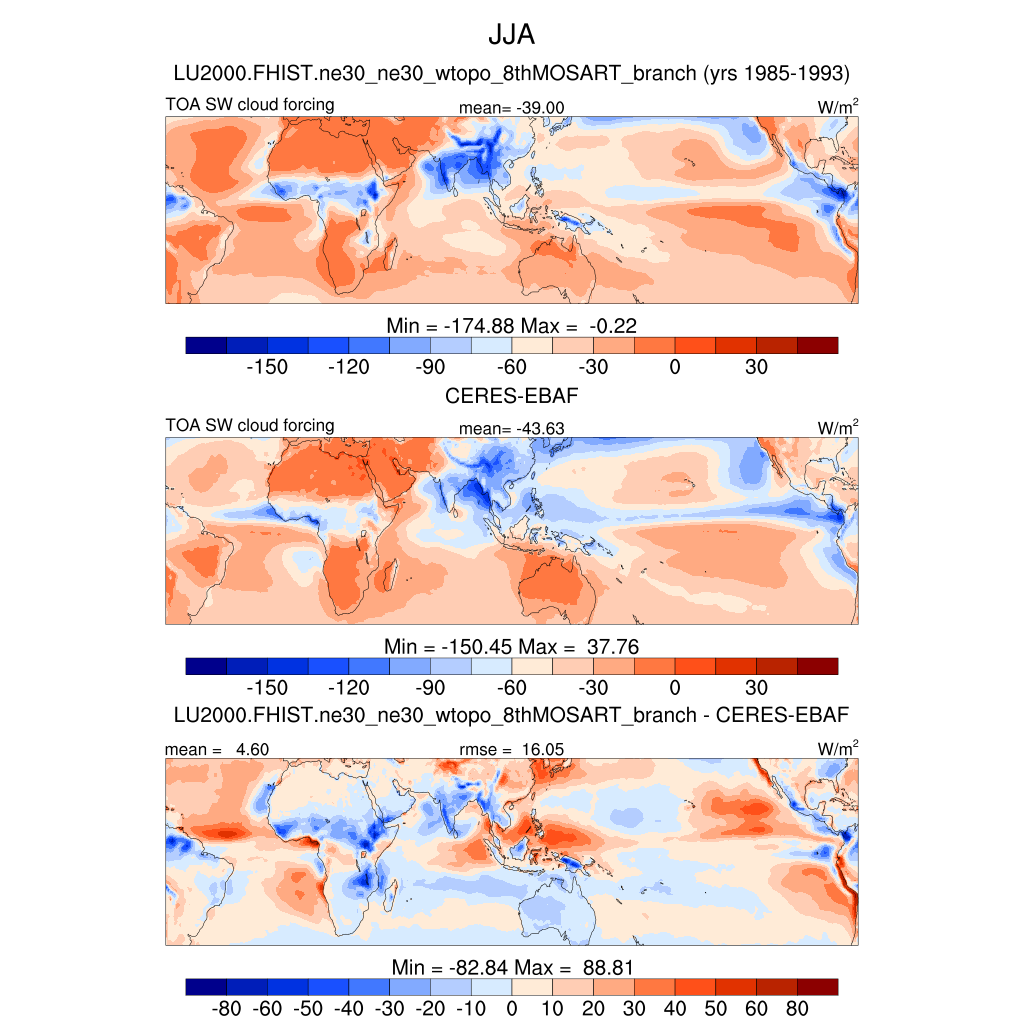 JJA
LU2000.FHIST.ne30_ne30_wtopo_8thMOSART_branch (yrs 1985-1993)
TOA SW cloud forcing mean= -39.00 W/m²
Min = -174.88 Max = -0.22
-150 -120 -90 -60 -30 0 30
CERES-EBAF
TOA SW cloud forcing mean= -43.63 W/m²
Min = -150.45 Max = 37.76
-150 -120 -90 -60 -30 0 30
LU2000.FHIST.ne30_ne30_wtopo_8thMOSART_branch - CERES-EBAF
mean = 4.60 rmse = 16.05 W/m²
Min = -82.84 Max = 88.81
-80 -60 -50 -40 -30 -20 -10 0 10 20 30 40 50 60 80